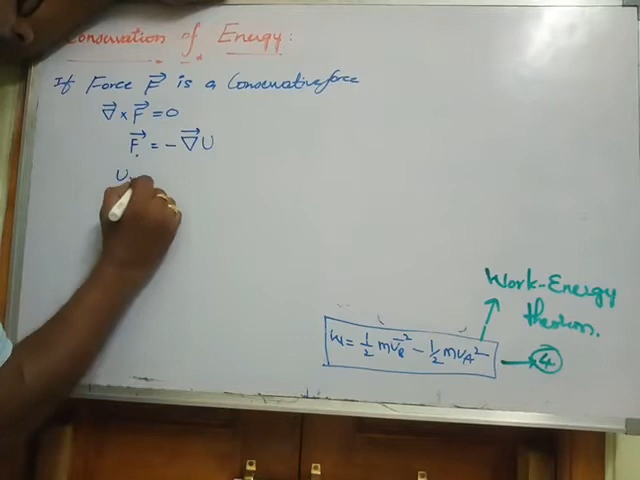 Conservation of Energy:
If Force F⃗ is a Conservative force
∇⃗ × F⃗ = 0
F⃗ = - ∇⃗ U
U
Work-Energy
theorem.
W = 1/2 mv_B² - 1/2 mv_A² → 4